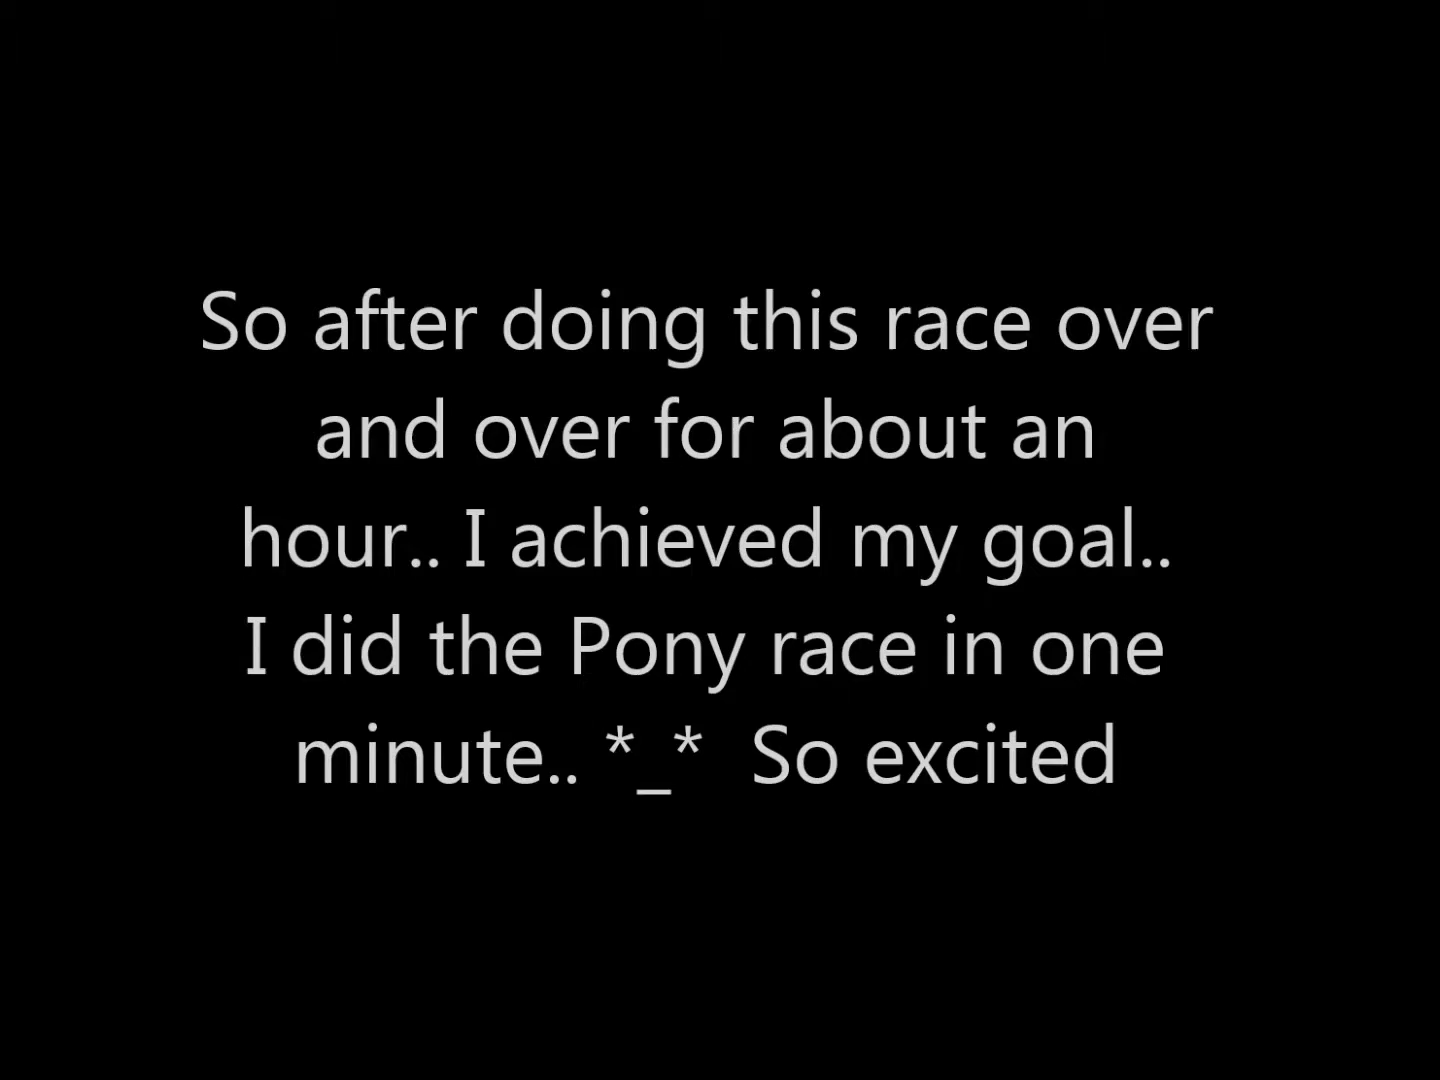 So after doing this race over
and over for about an
hour.. I achieved my goal..
I did the Pony race in one
minute.. *_*  So excited